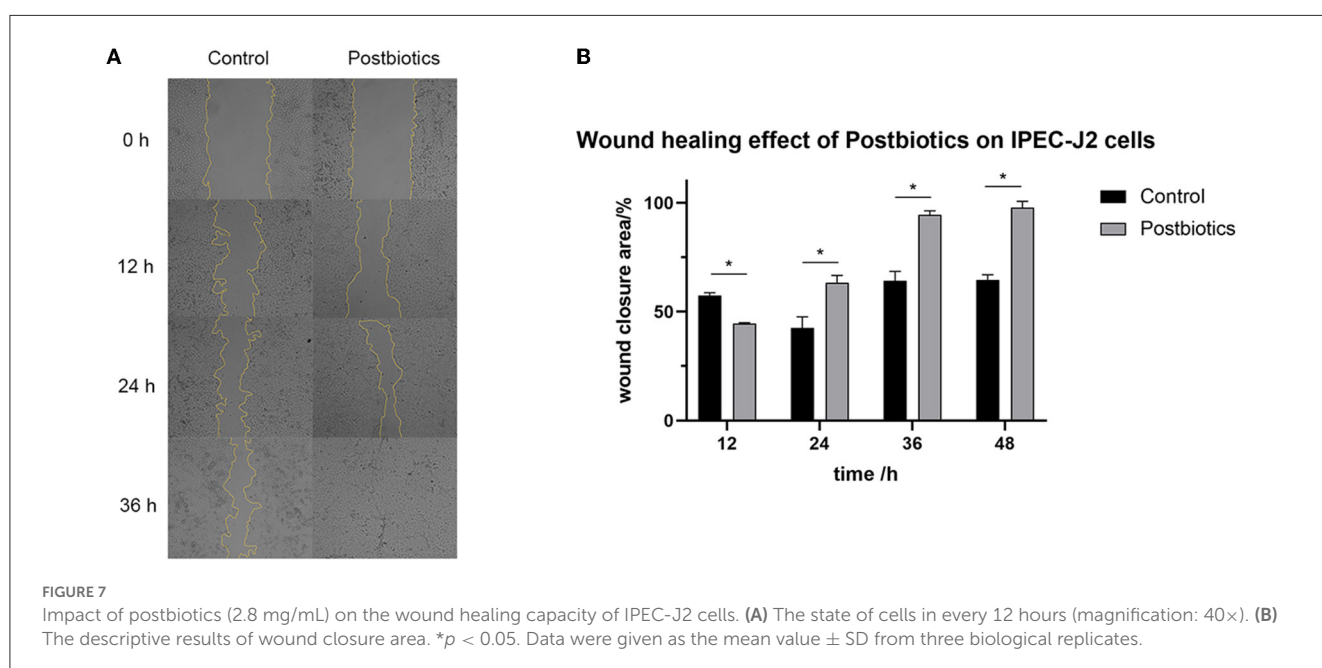 A
Control Postbiotics
0 h
12 h
24 h
36 h
B
Wound healing effect of Postbiotics on IPEC-J2 cells
wound closure area/%
100
50
0
* * * *
12 24 36 48
time /h
Control
Postbiotics
FIGURE 7
Impact of postbiotics (2.8 mg/mL) on the wound healing capacity of IPEC-J2 cells. (A) The state of cells in every 12 hours (magnification: 40×). (B)
The descriptive results of wound closure area. *p < 0.05. Data were given as the mean value ± SD from three biological replicates.